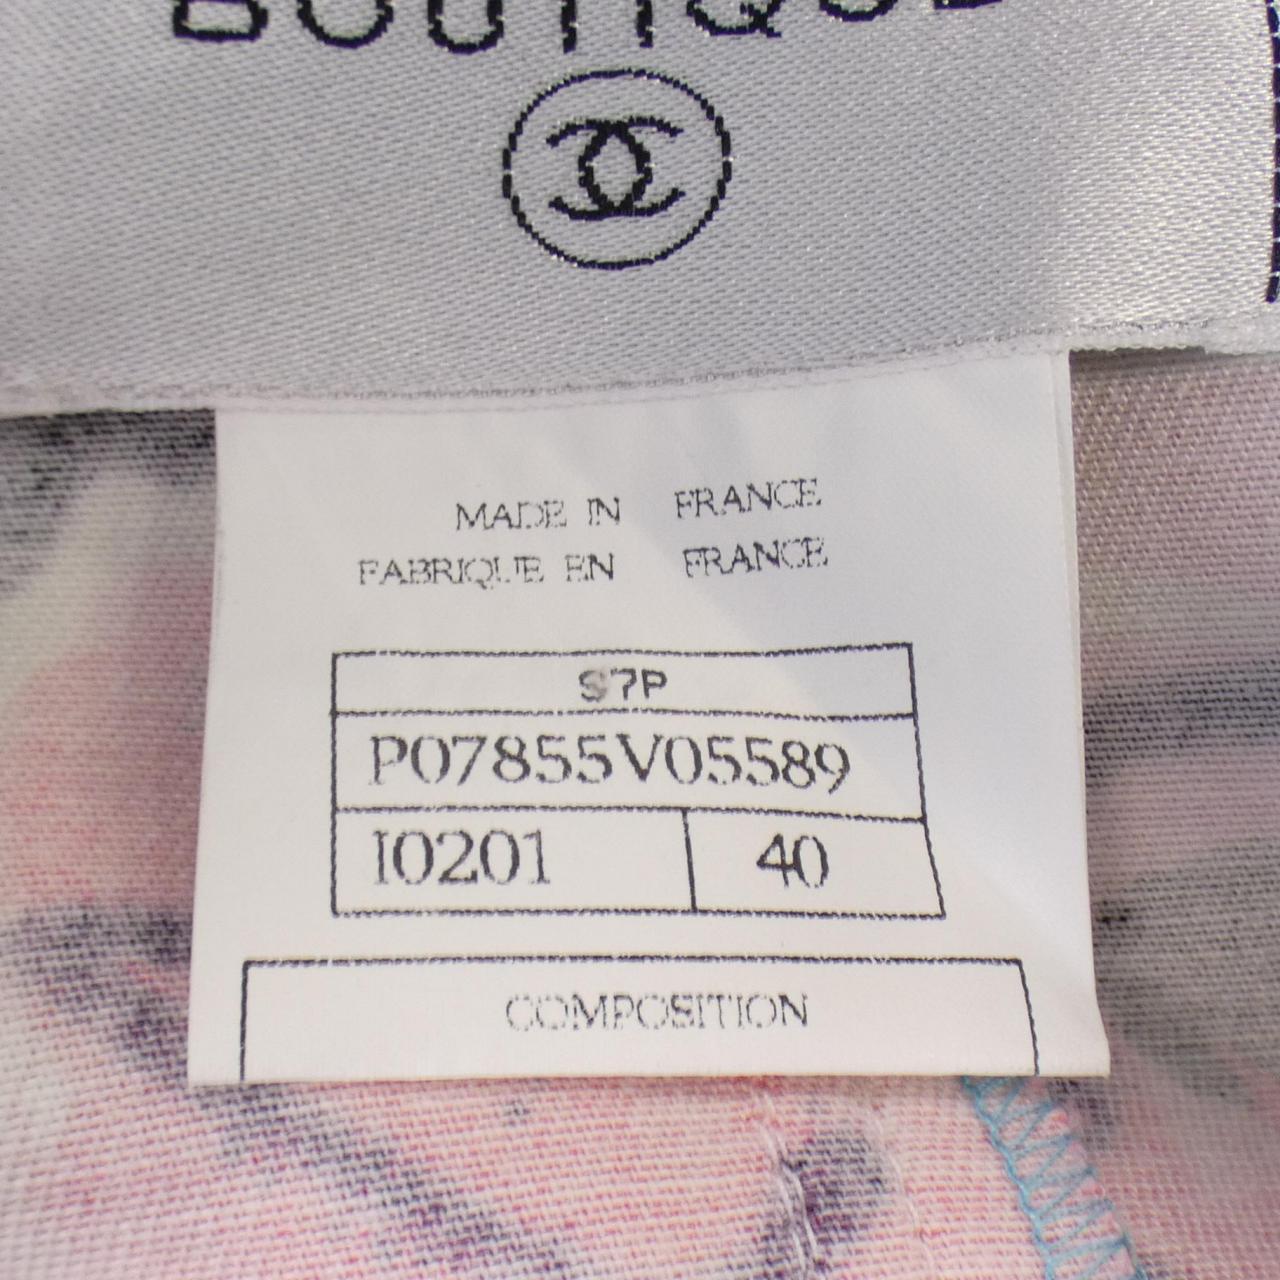 BOUTIQUE
MADE IN FRANCE
FABRIQUE EN FRANCE
S7P
P07855V05589
I0201 40
COMPOSITION